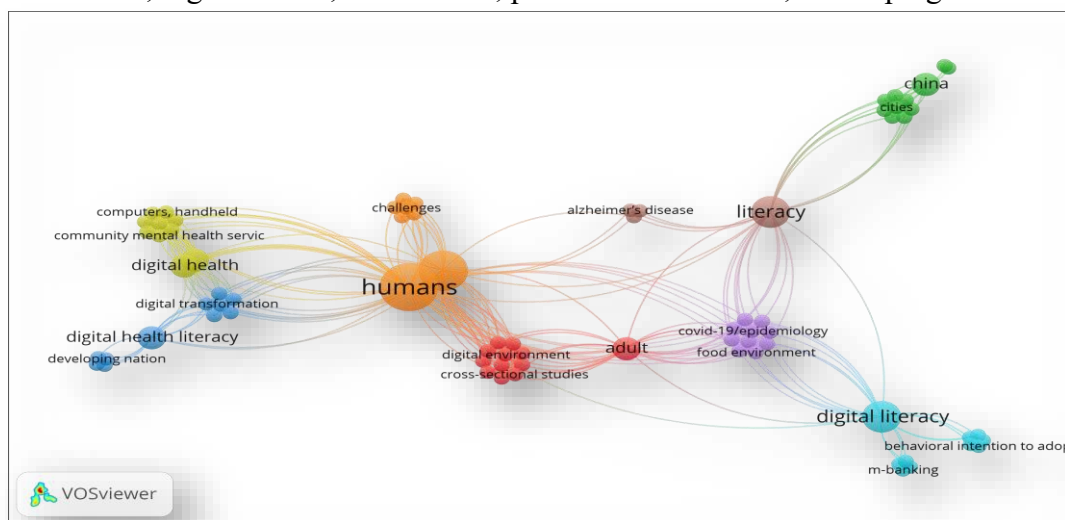 china
cities
computers, handheld
challenges
alzheimer's disease
literacy
community mental health servic
digital health
humans
digital transformation
covid-19/epidemiology
digital health literacy
digital environment
adult
food environment
developing nation
cross-sectional studies
digital literacy
behavioral intention to adop
m-banking
VOSviewer